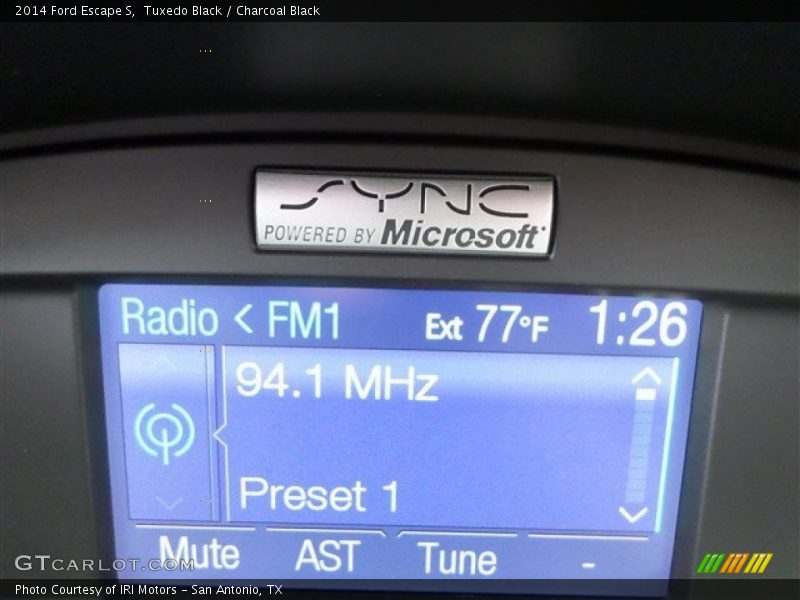 2014 Ford Escape S, Tuxedo Black / Charcoal Black
SYNC
POWERED BY Microsoft
Radio < FM1 Ext 77°F 1:26
94.1 MHz
Preset 1
Mute AST Tune -
GTCARLOT.COM
Photo Courtesy of IRI Motors - San Antonio, TX